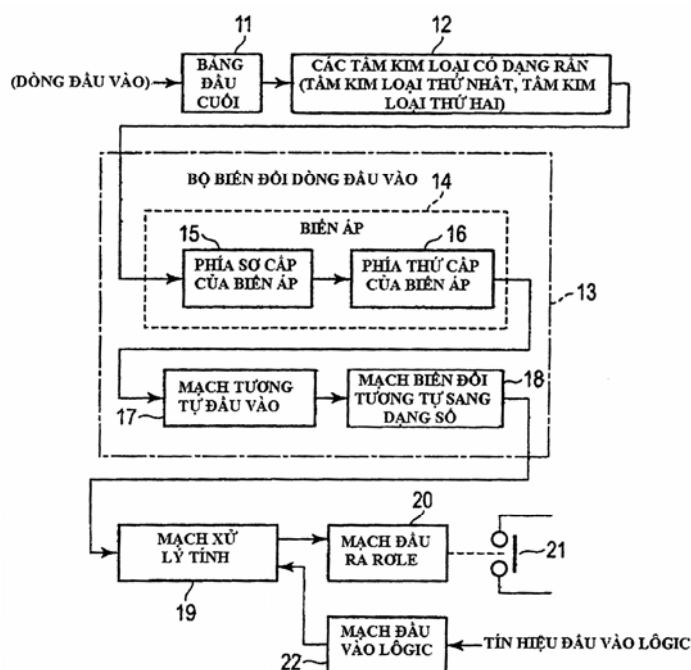 11
12
(DÒNG ĐẦU VÀO)
BẢNG
ĐẦU
CUỐI
CÁC TẤM KIM LOẠI CÓ DẠNG RẮN
(TẤM KIM LOẠI THỨ NHẤT, TẤM KIM
LOẠI THỨ HAI)
BỘ BIẾN ĐỔI DÒNG ĐẦU VÀO
14
BIẾN ÁP
15
16
PHÍA SƠ CẤP
CỦA BIẾN ÁP
PHÍA THỨ CẤP
CỦA BIẾN ÁP
13
MẠCH TƯƠNG
TỰ ĐẦU VÀO
17
MẠCH BIẾN ĐỔI
TƯƠNG TỰ SANG
DẠNG SỐ
18
20
MẠCH XỬ
LÝ TÍNH
19
MẠCH ĐẦU
RA RƠLE
21
MẠCH ĐẦU
VÀO LÔGIC
22
TÍN HIỆU ĐẦU VÀO LÔGIC